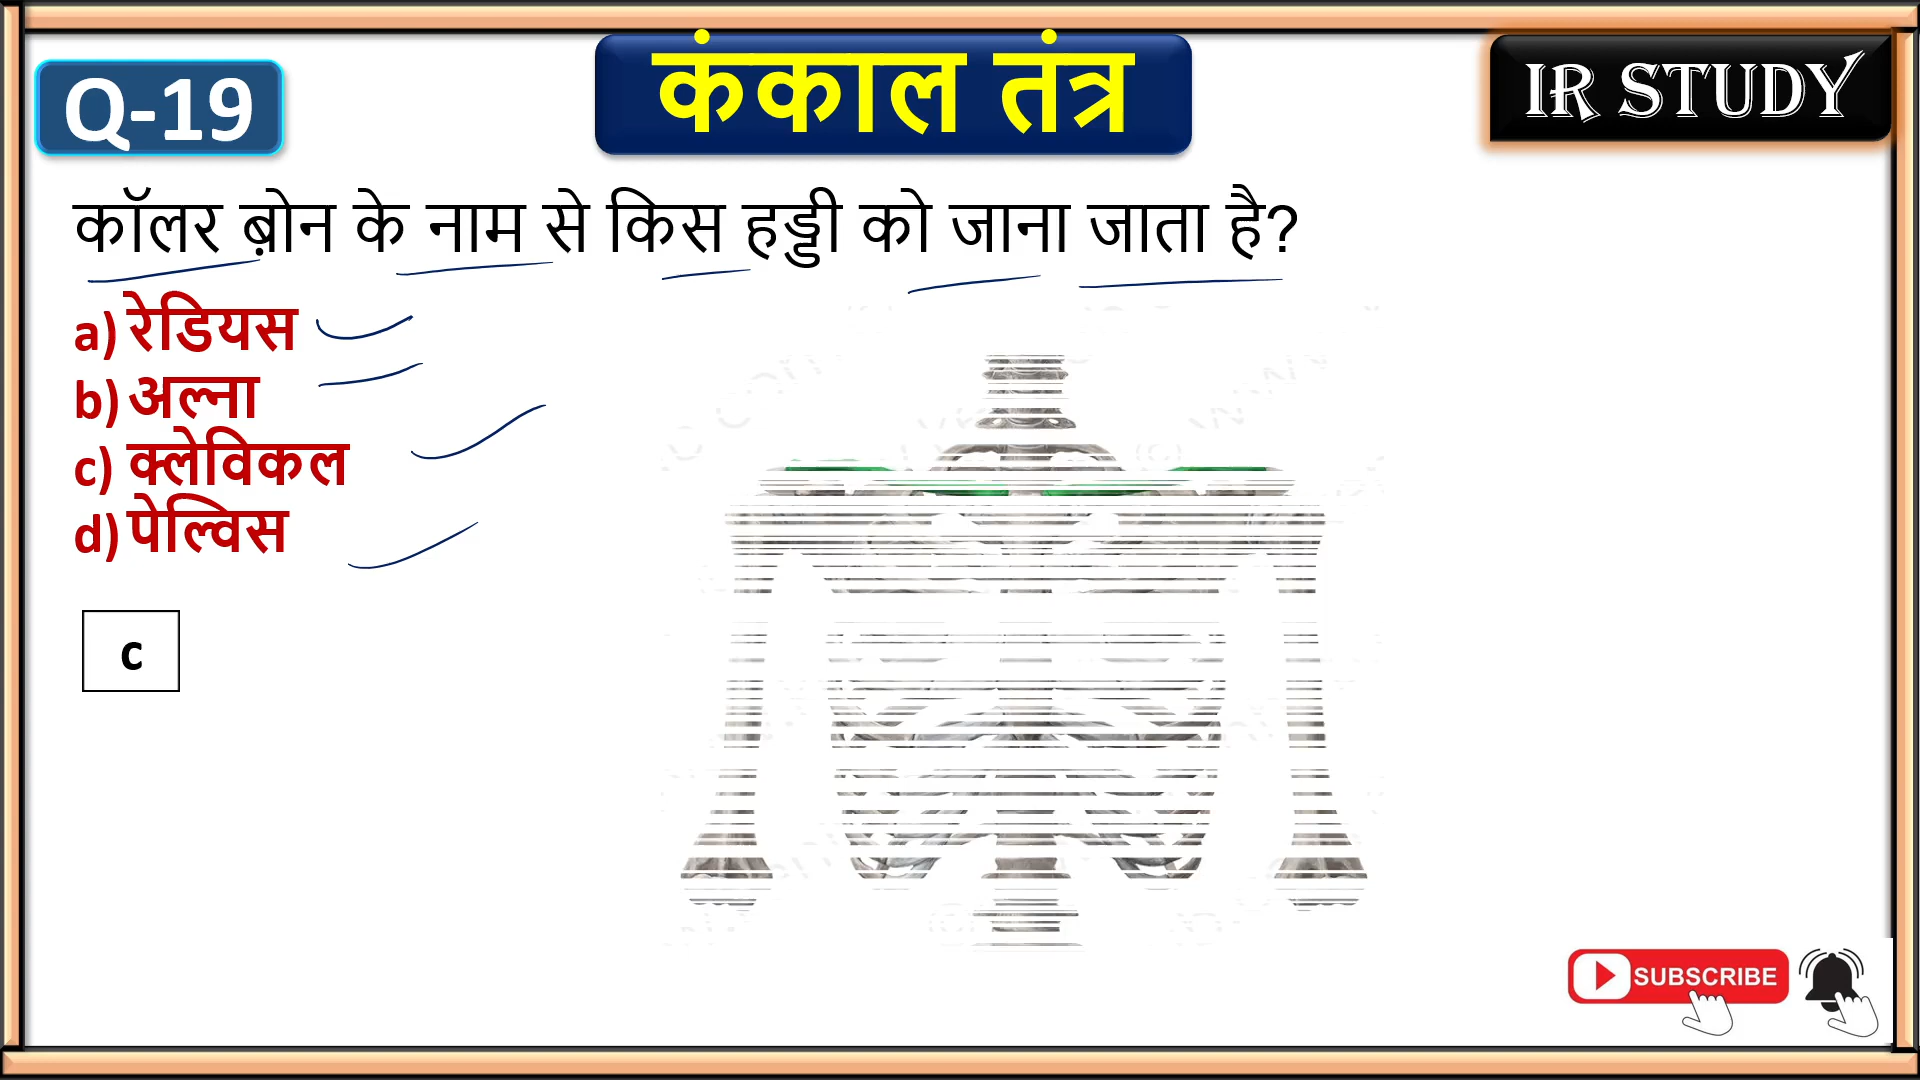 Q-19
कंकाल तंत्र
IR STUDY
कॉलर ब़ोन के नाम से किस हड्डी को जाना जाता है?
a) रेडियस
b) अल्ना
c) क्लेविकल
d) पेल्विस
c
SUBSCRIBE